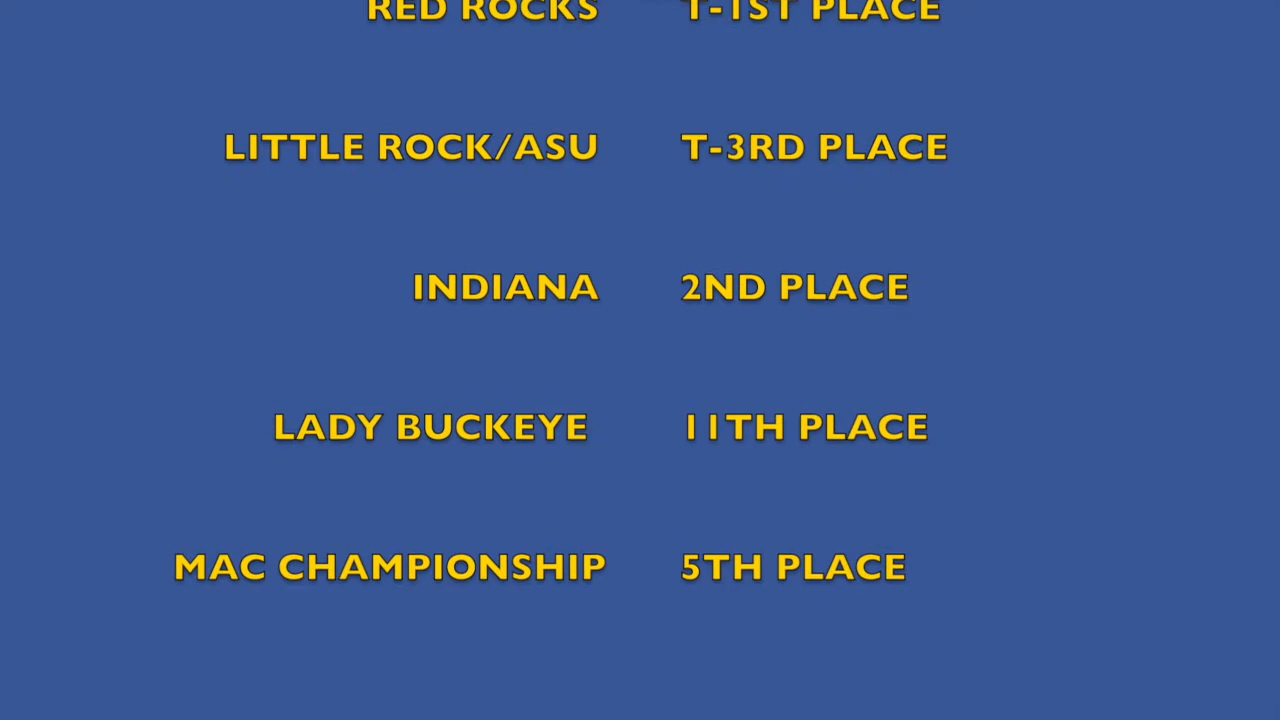 RED ROCKS T-1ST PLACE
LITTLE ROCK/ASU T-3RD PLACE
INDIANA 2ND PLACE
LADY BUCKEYE 11TH PLACE
MAC CHAMPIONSHIP 5TH PLACE